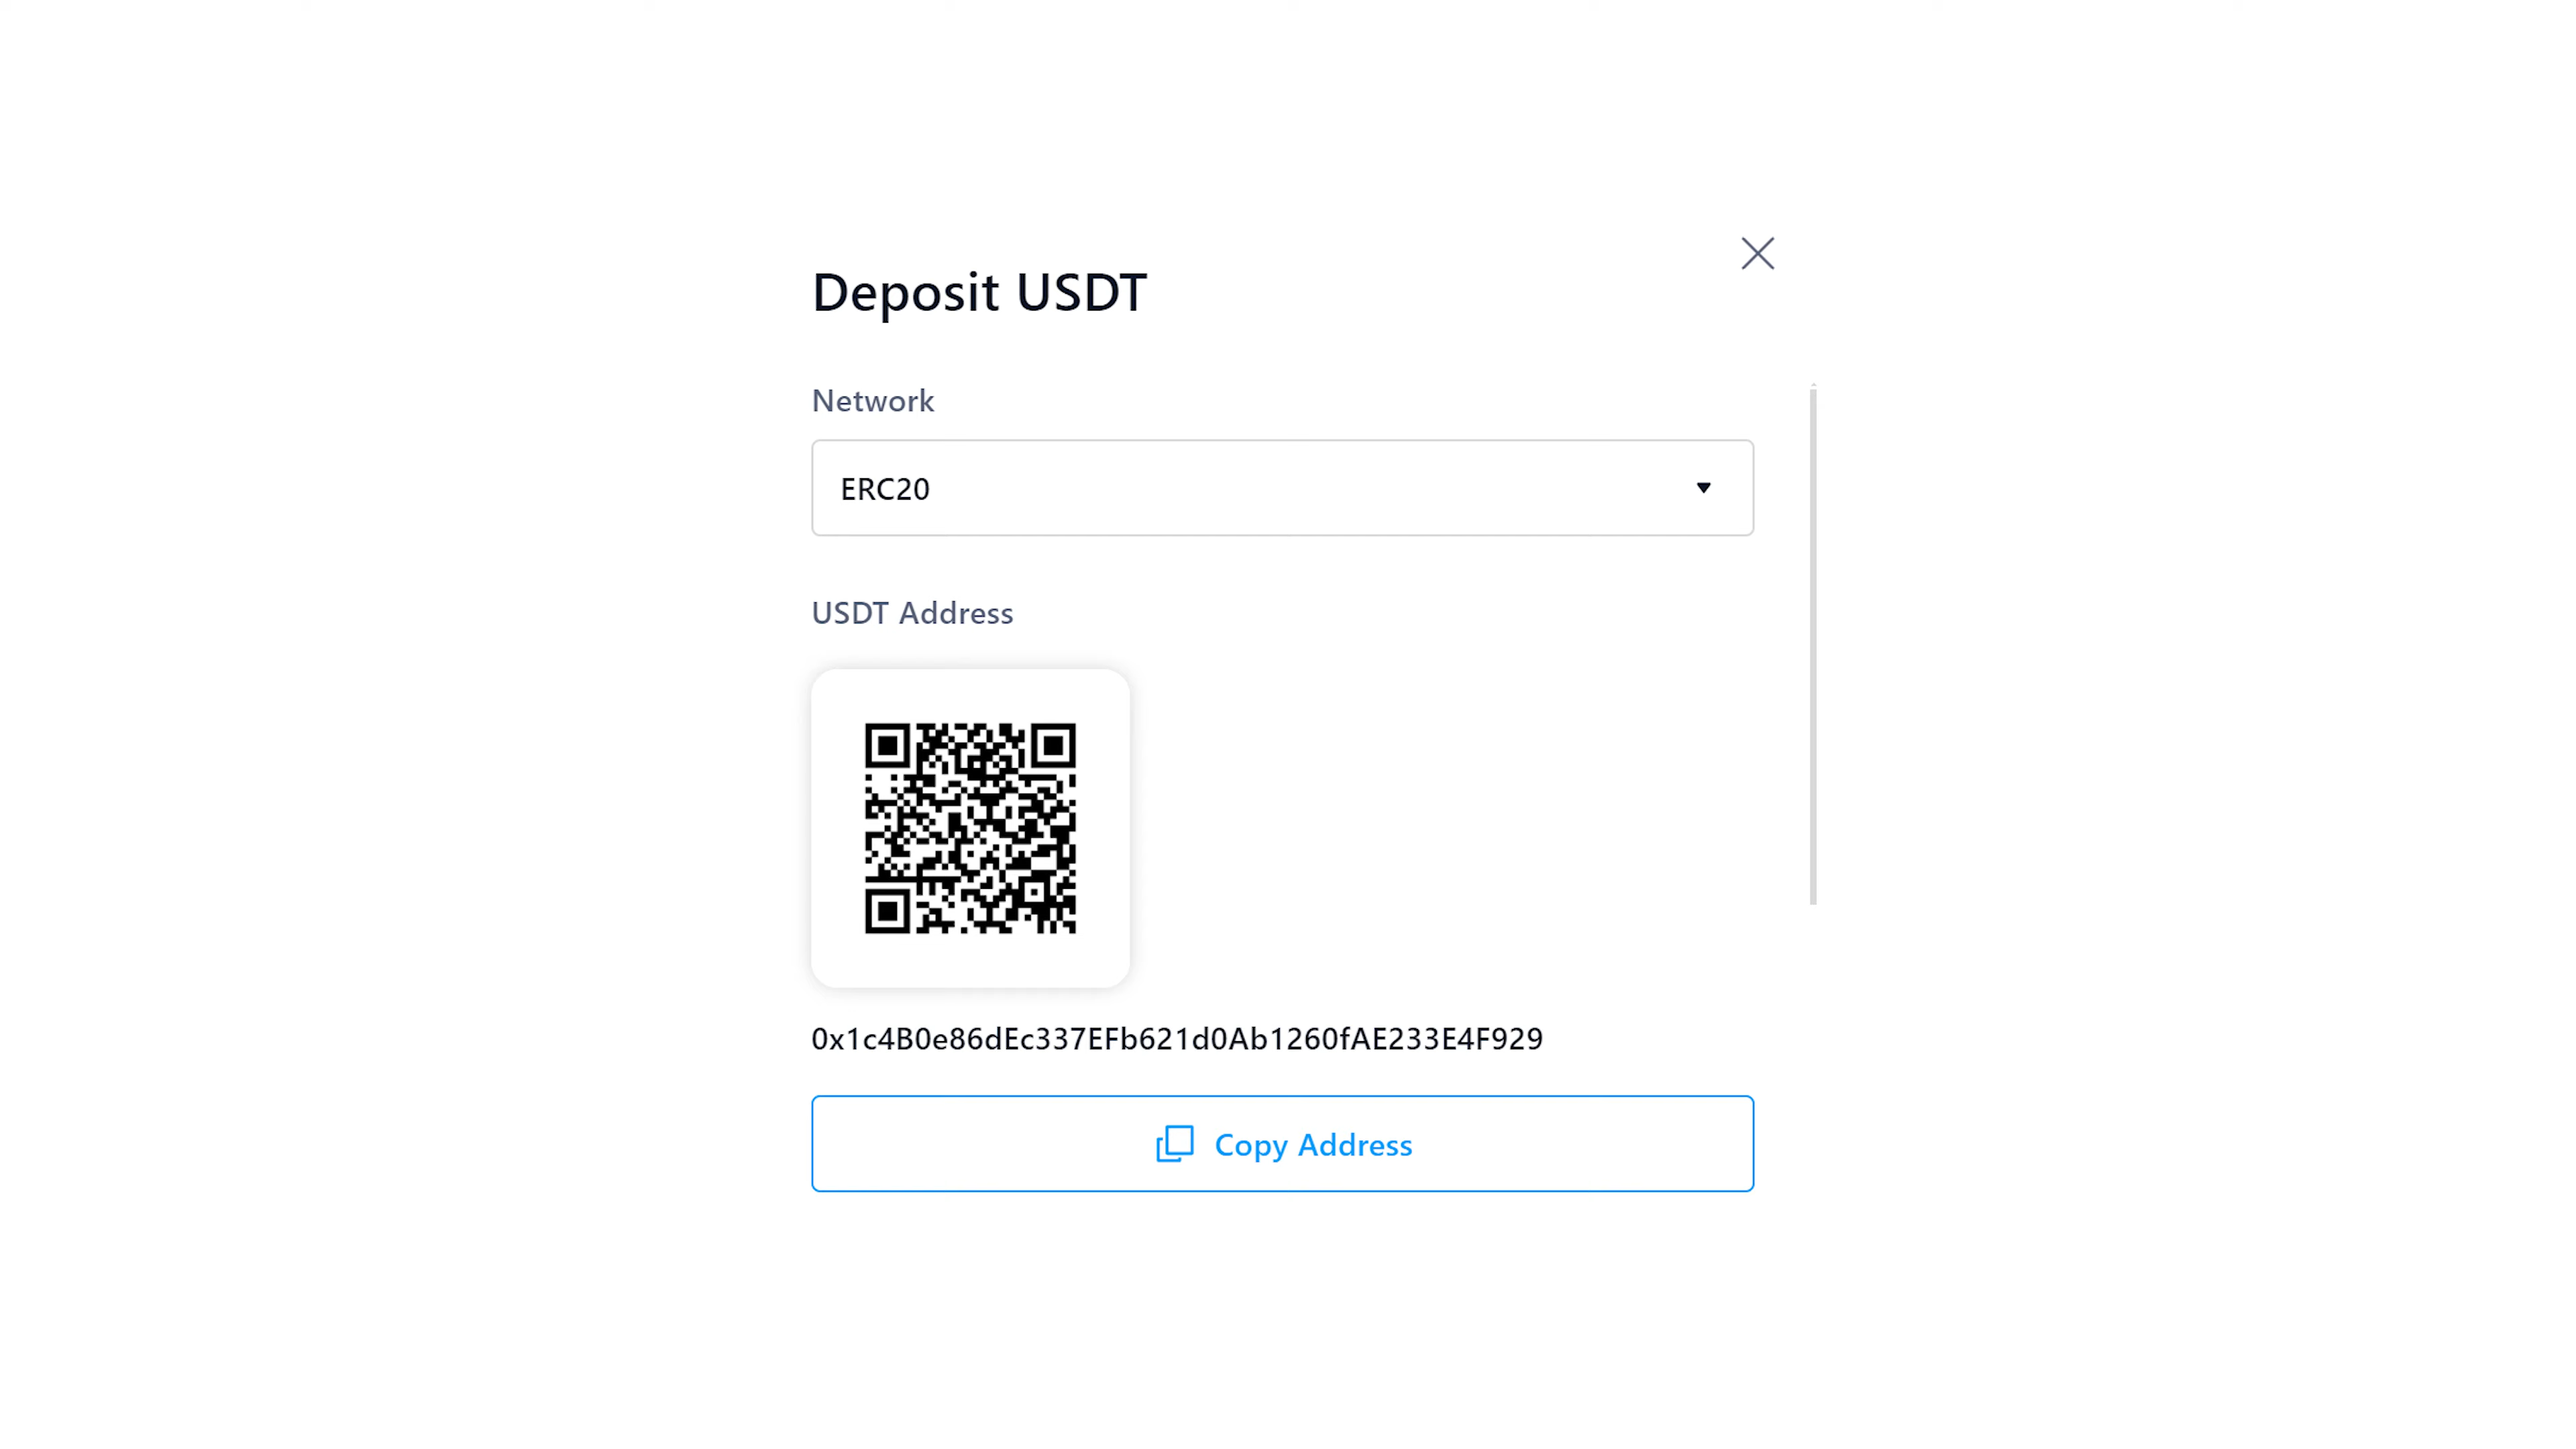 Deposit USDT
Network
ERC20
USDT Address
0x1c4B0e86dEc337EFb621d0Ab1260fAE233E4F929
Copy Address